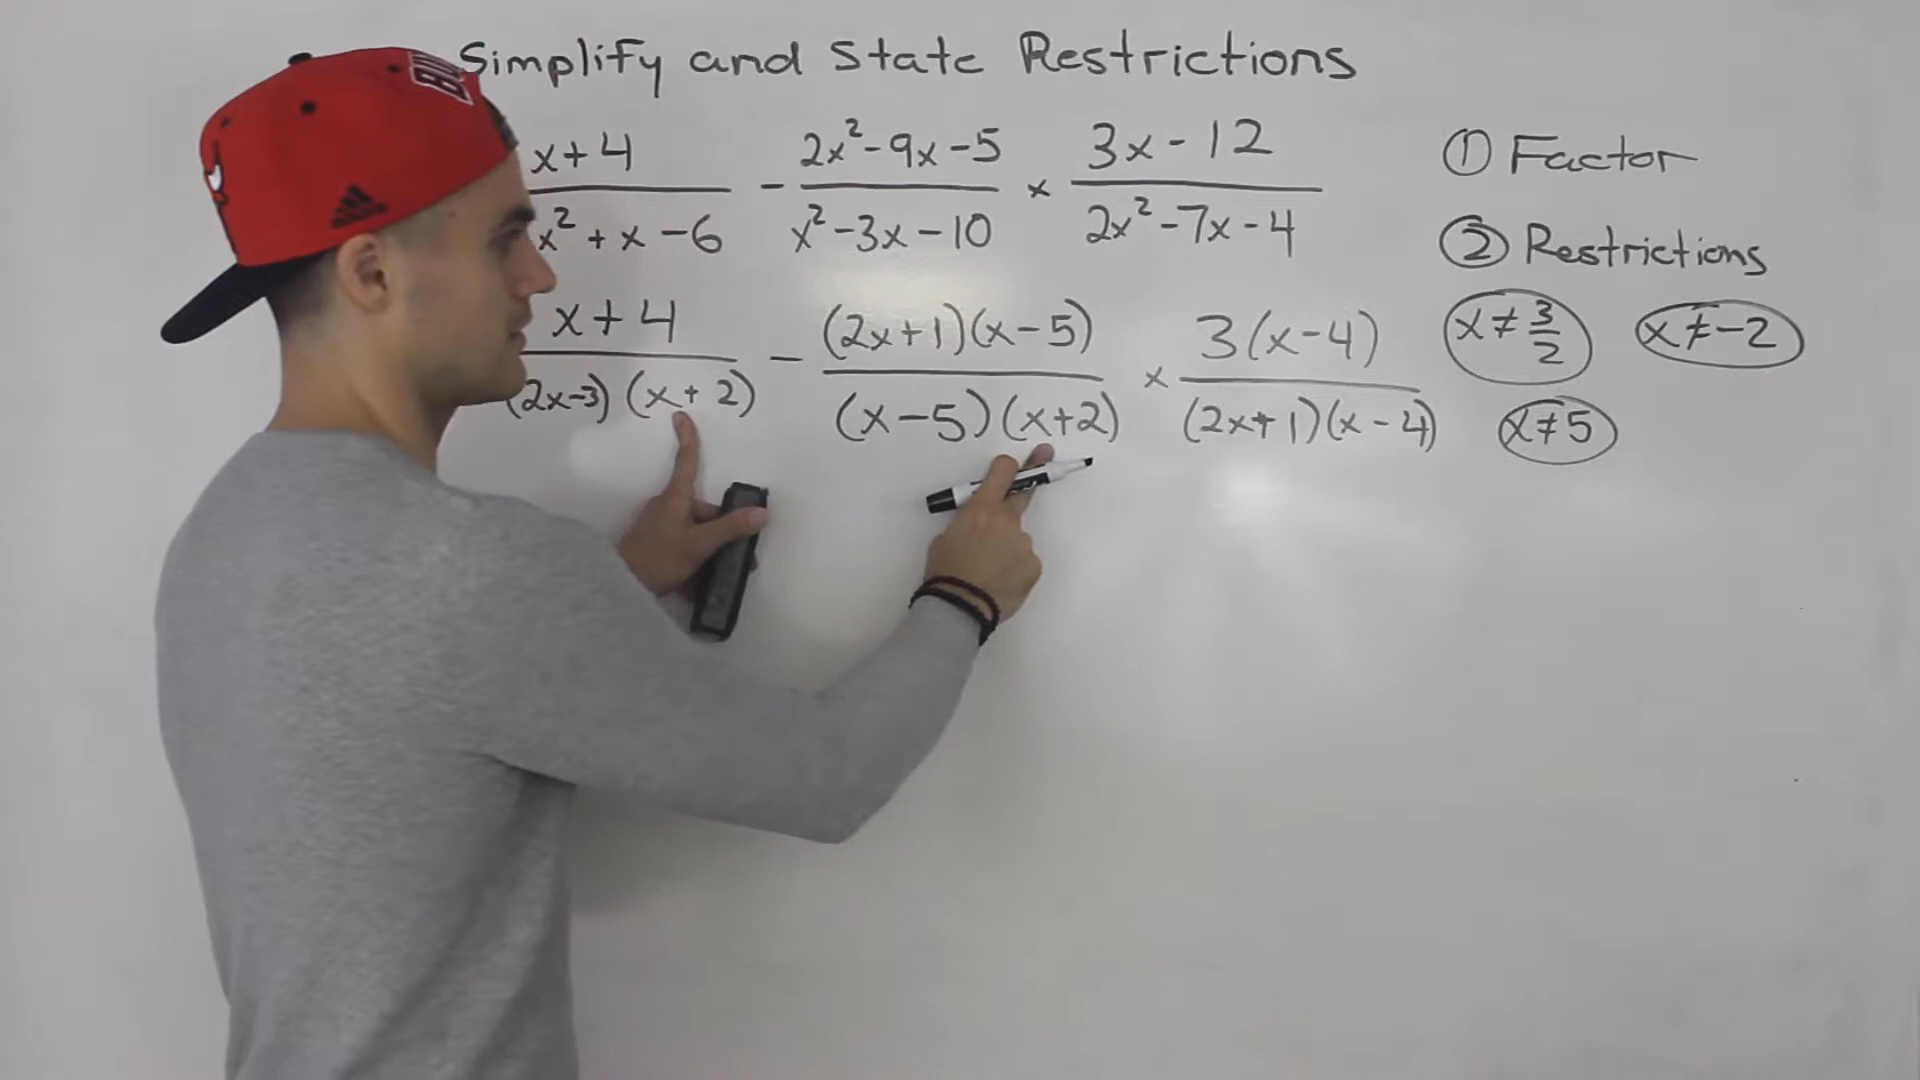 Simplify and State Restrictions
x+4 / x²+x-6 - 2x²-9x-5 / x²-3x-10 × 3x-12 / 2x²-7x-4
x+4 / (2x-3)(x+2) - (2x+1)(x-5) / (x-5)(x+2) × 3(x-4) / (2x+1)(x-4)
① Factor
② Restrictions
x≠3/2 x≠-2
x≠5